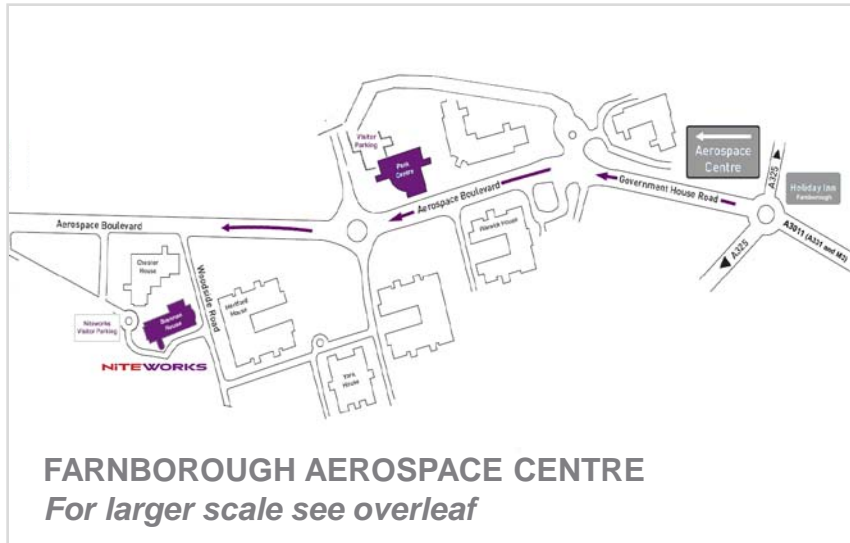 Visitor
Parking
Park
Centre
Aerospace
Centre
A325
Holiday Inn
Farnborough
Government House Road
Aerospace Boulevard
A3011 (A331 and M3)
A325
Aerospace Boulevard
Warwick House
Chester
House
Woodside Road
Hertford
House
Niteworks
Visitor Parking
House
NITEWORKS
York
House
FARNBOROUGH AEROSPACE CENTRE
For larger scale see overleaf